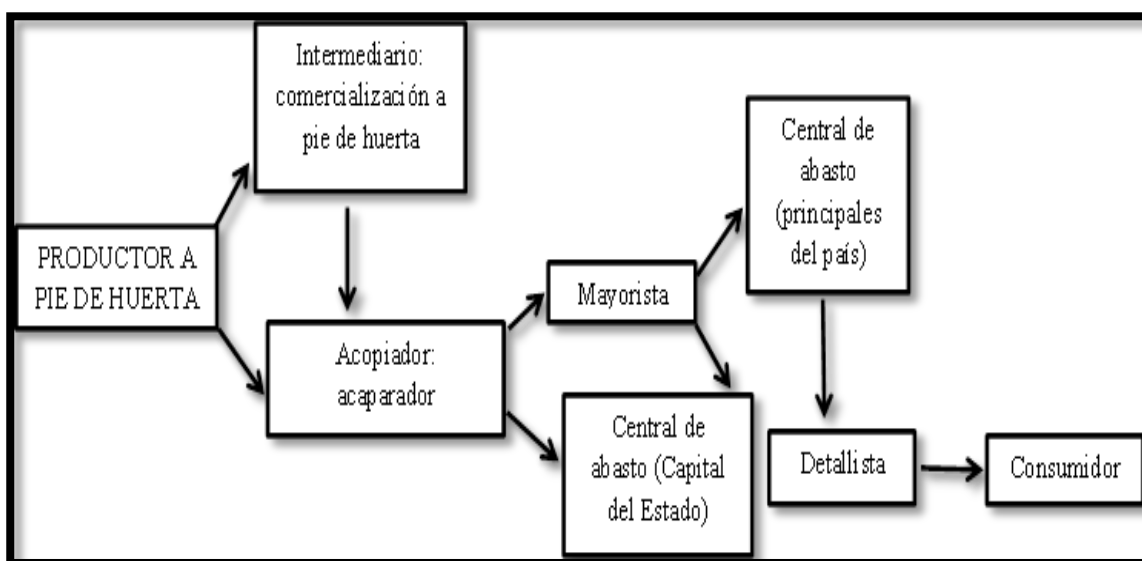 Intermediario:
comercialización a
pie de huerta
PRODUCTOR A
PIE DE HUERTA
Acopiador:
acaparador
Mayorista
Central de
abasto
(principales
del país)
Central de
abasto (Capital
del Estado)
Detallista
Consumidor